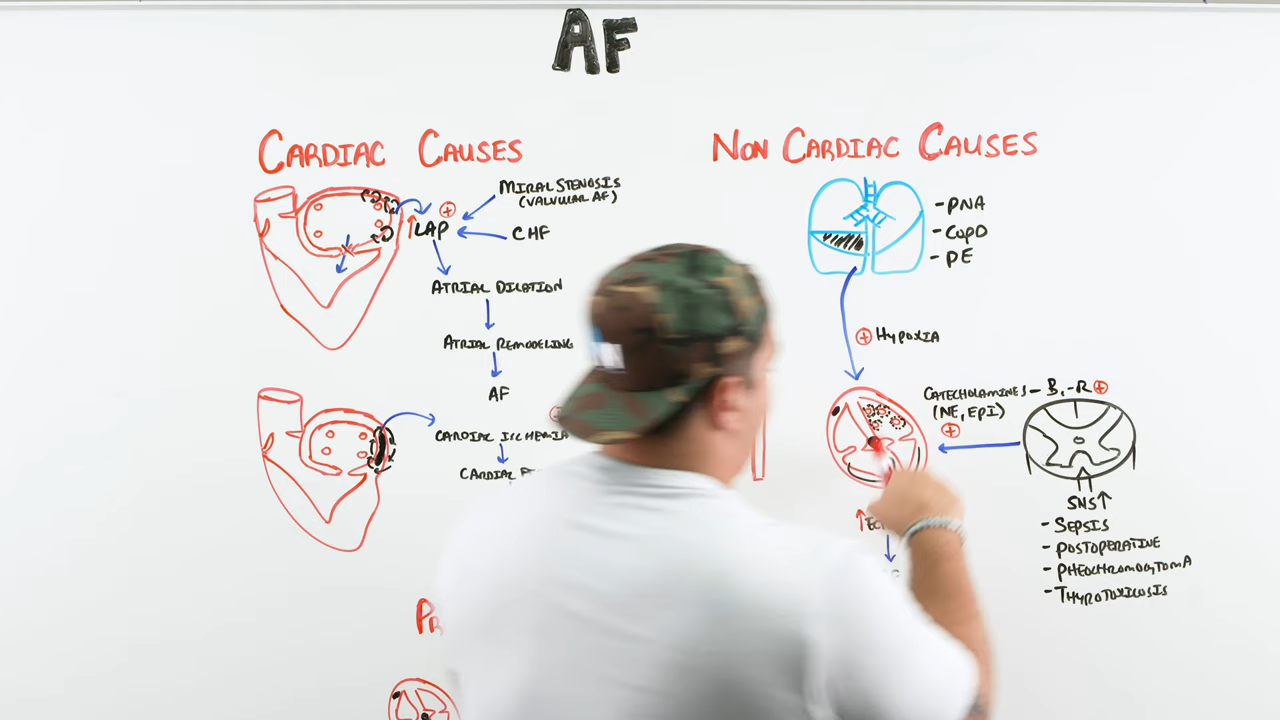 AF
CARDIAC CAUSES
MIRAL STENOSIS
(VALVULAR AF)
↑LAP
CHF
ATRIAL DILATION
ATRIAL REMODELING
AF
CARDIAC ISCHEMIA
CARDIAC
NON CARDIAC CAUSES
-PNA
-COPD
-PE
HYPOXIA
CATECHOLAMINES - B1-R
(NE, EPI)
SNS↑
-SEPSIS
-POSTOPERATIVE
-PHEOCHROMOCYTOMA
-THYROTOXICOSIS